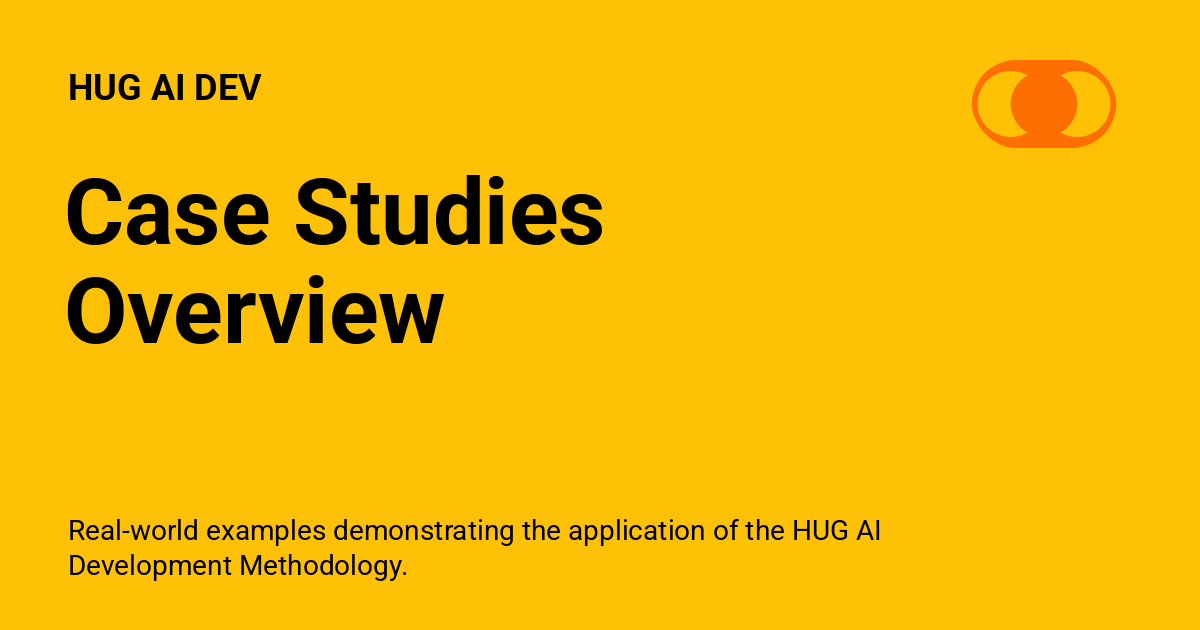 HUG AI DEV
Case Studies
Overview
Real-world examples demonstrating the application of the HUG AI
Development Methodology.